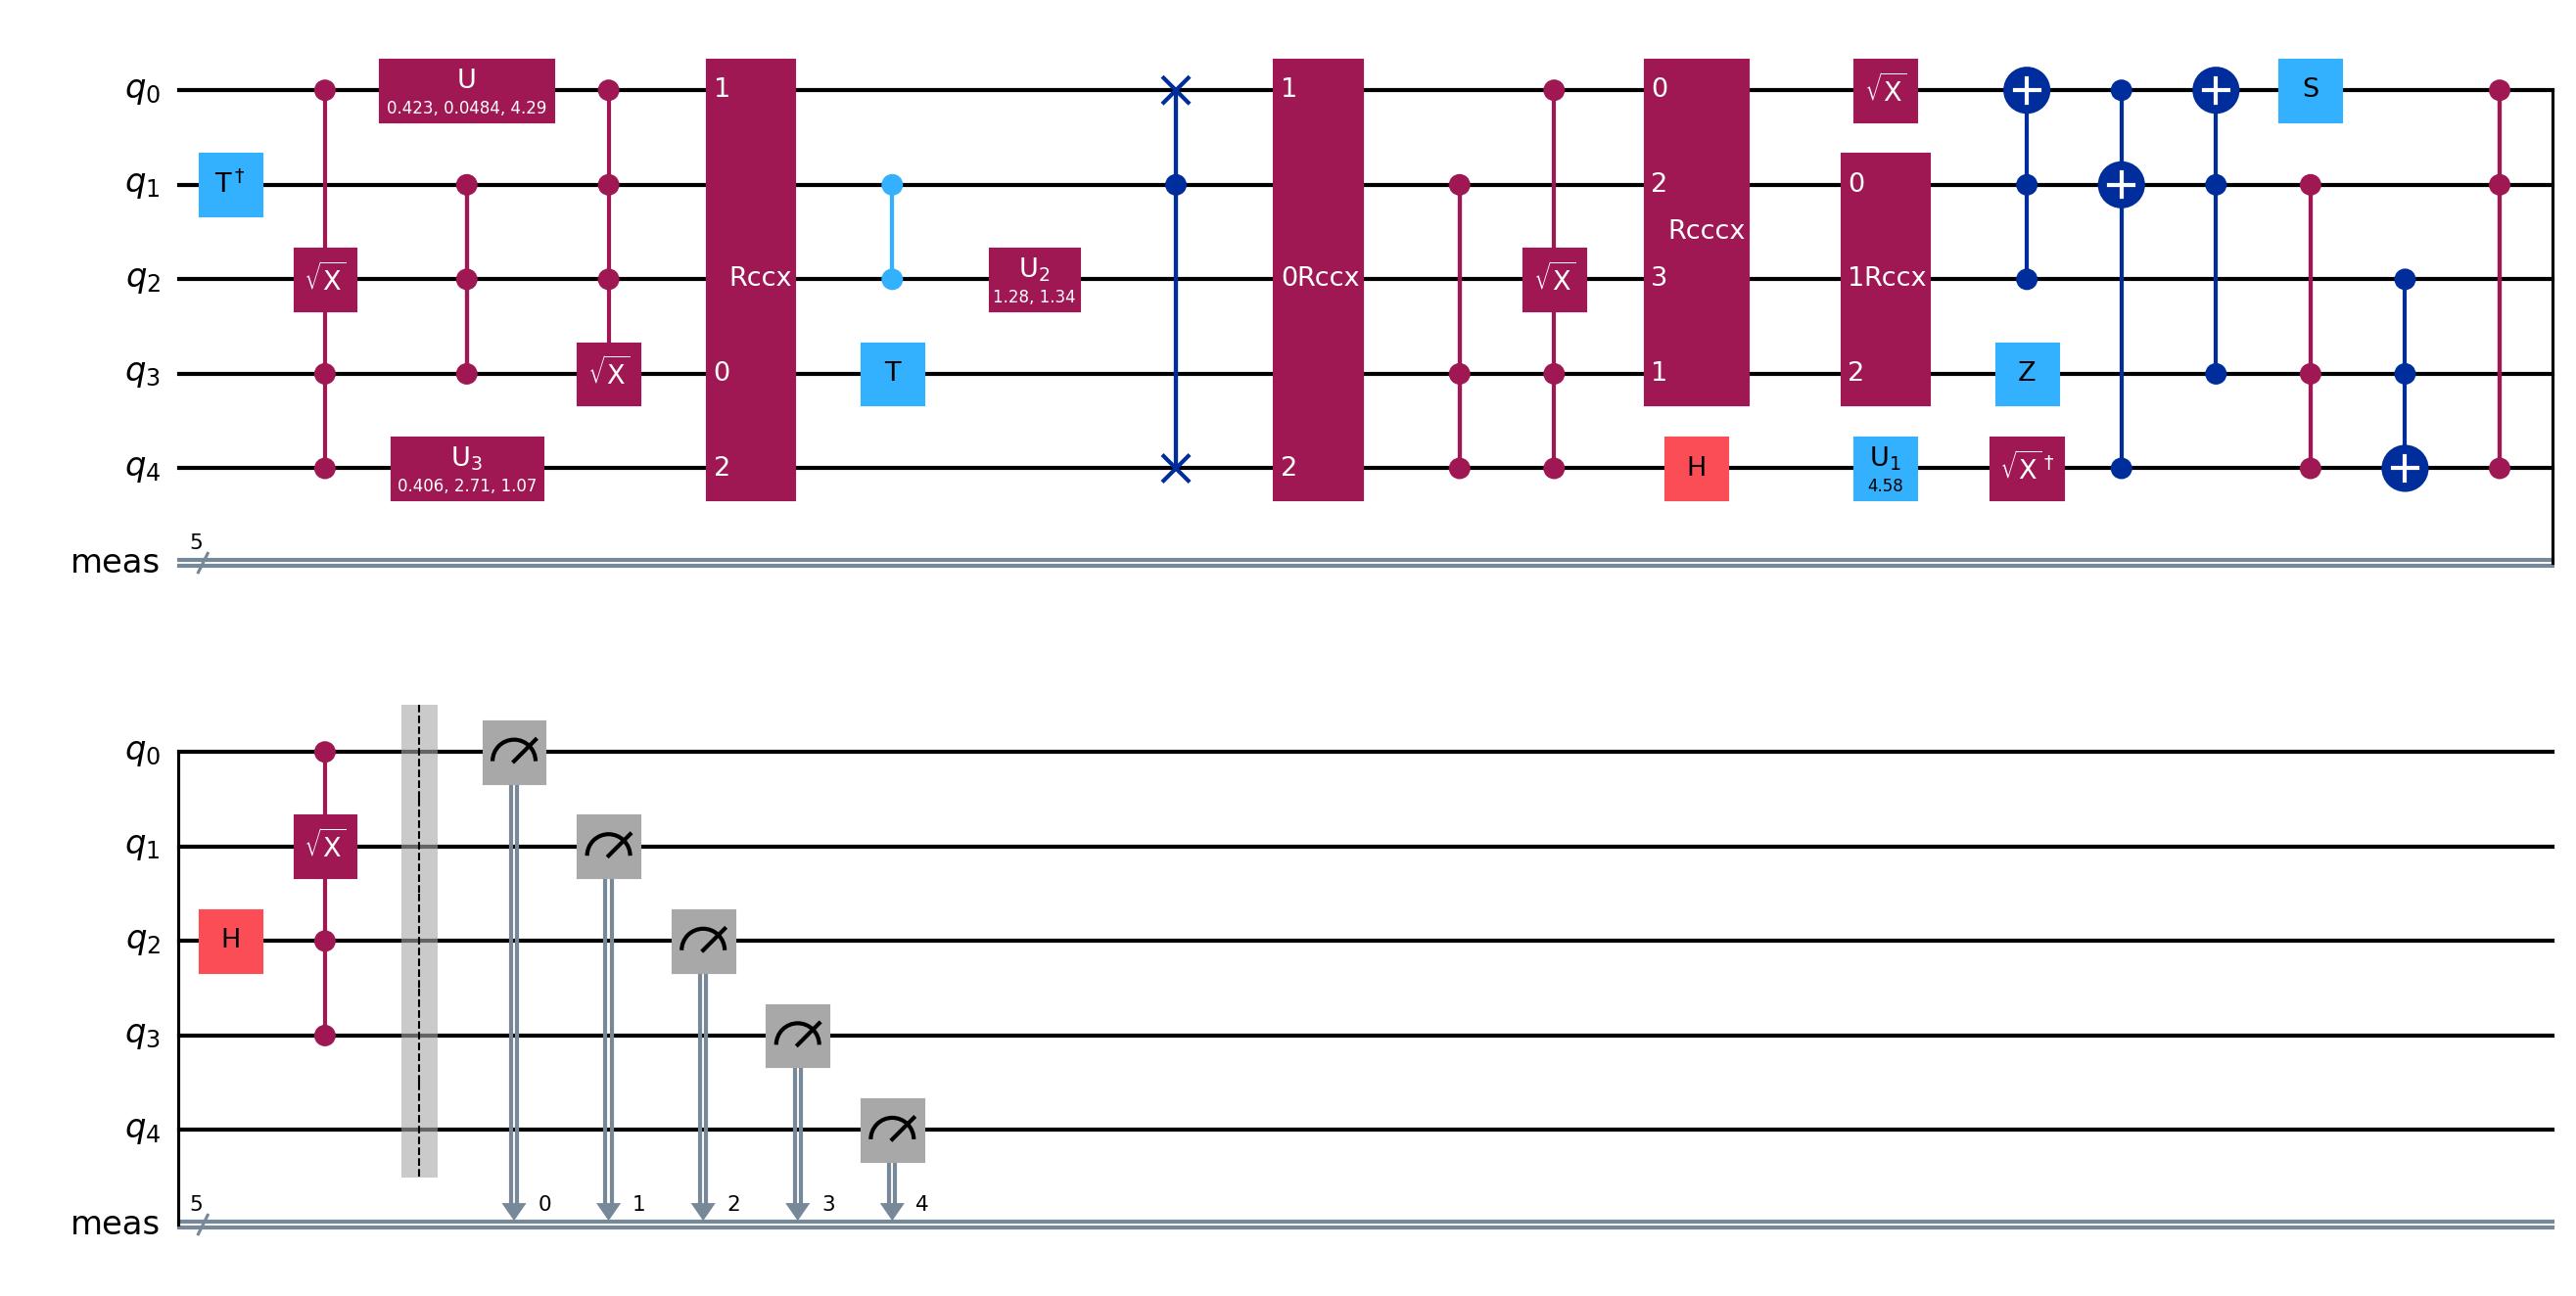 q0 U 0.423, 0.0484, 4.29 1 1 0 √X S
q1 T† 2 0
q2 √X Rccx U2 1.28, 1.34 0Rccx √X Rcccx 3 1Rccx
q3 √X 0 T 1 2 Z
q4 U3 0.406, 2.71, 1.07 2 2 H U1 4.58 √X†
meas 5
q0
q1 √X
q2 H
q3
q4
meas 5 0 1 2 3 4